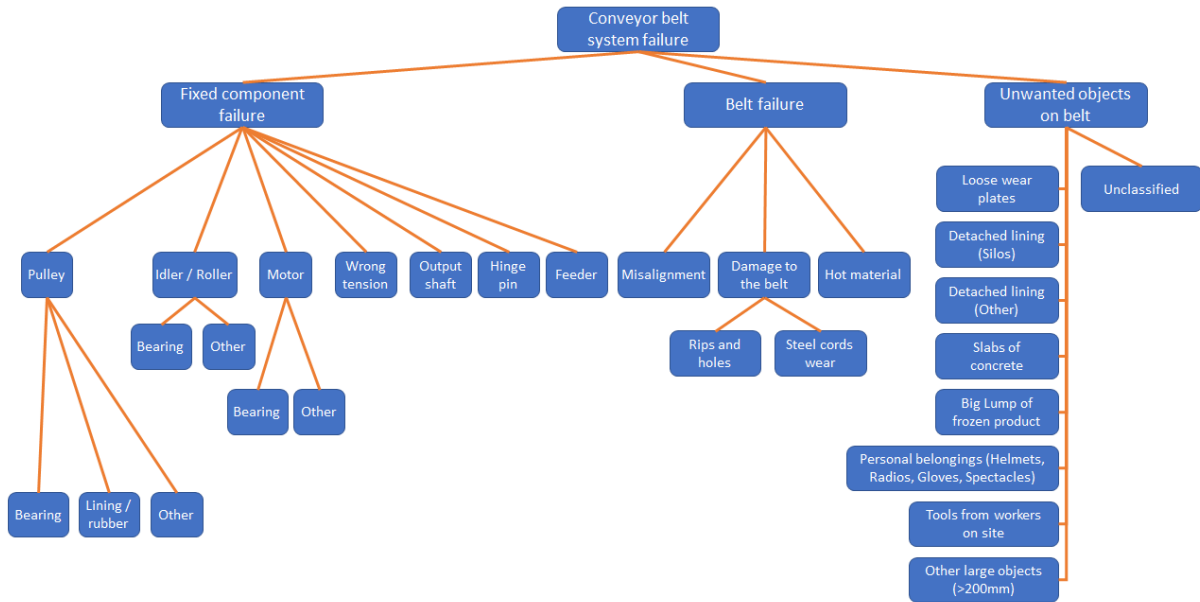 Conveyor belt
system failure
Fixed component
failure
Belt failure
Unwanted objects
on belt
Loose wear
plates
Unclassified
Detached lining
(Silos)
Pulley
Idler / Roller
Motor
Wrong
tension
Output
shaft
Hinge
pin
Feeder
Misalignment
Damage to
the belt
Hot material
Detached lining
(Other)
Bearing
Other
Rips and
holes
Steel cords
wear
Slabs of
concrete
Bearing
Other
Big Lump of
frozen product
Personal belongings (Helmets,
Radios, Gloves, Spectacles)
Bearing
Lining /
rubber
Other
Tools from workers
on site
Other large objects
(>200mm)